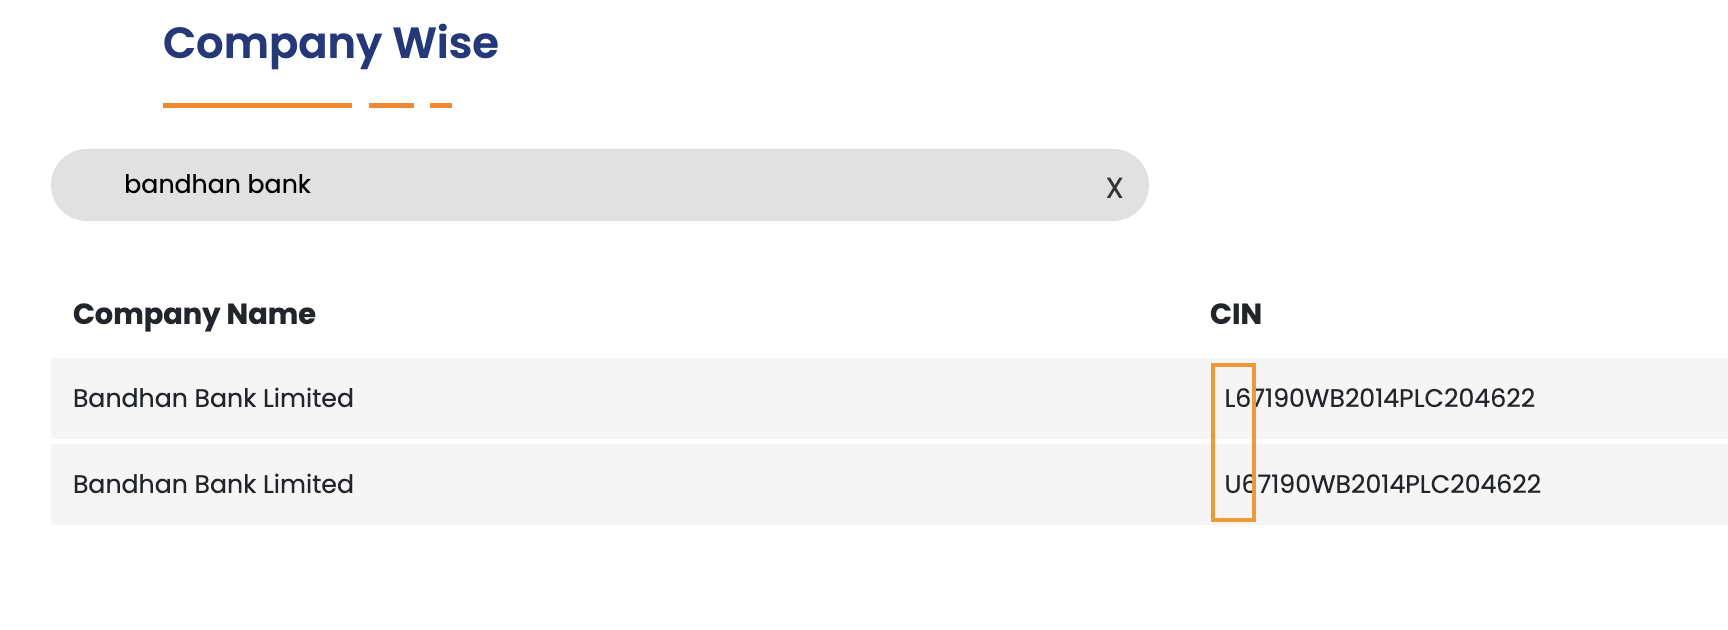 Company Wise
bandhan bank X
Company Name CIN
Bandhan Bank Limited L67190WB2014PLC204622
Bandhan Bank Limited U67190WB2014PLC204622